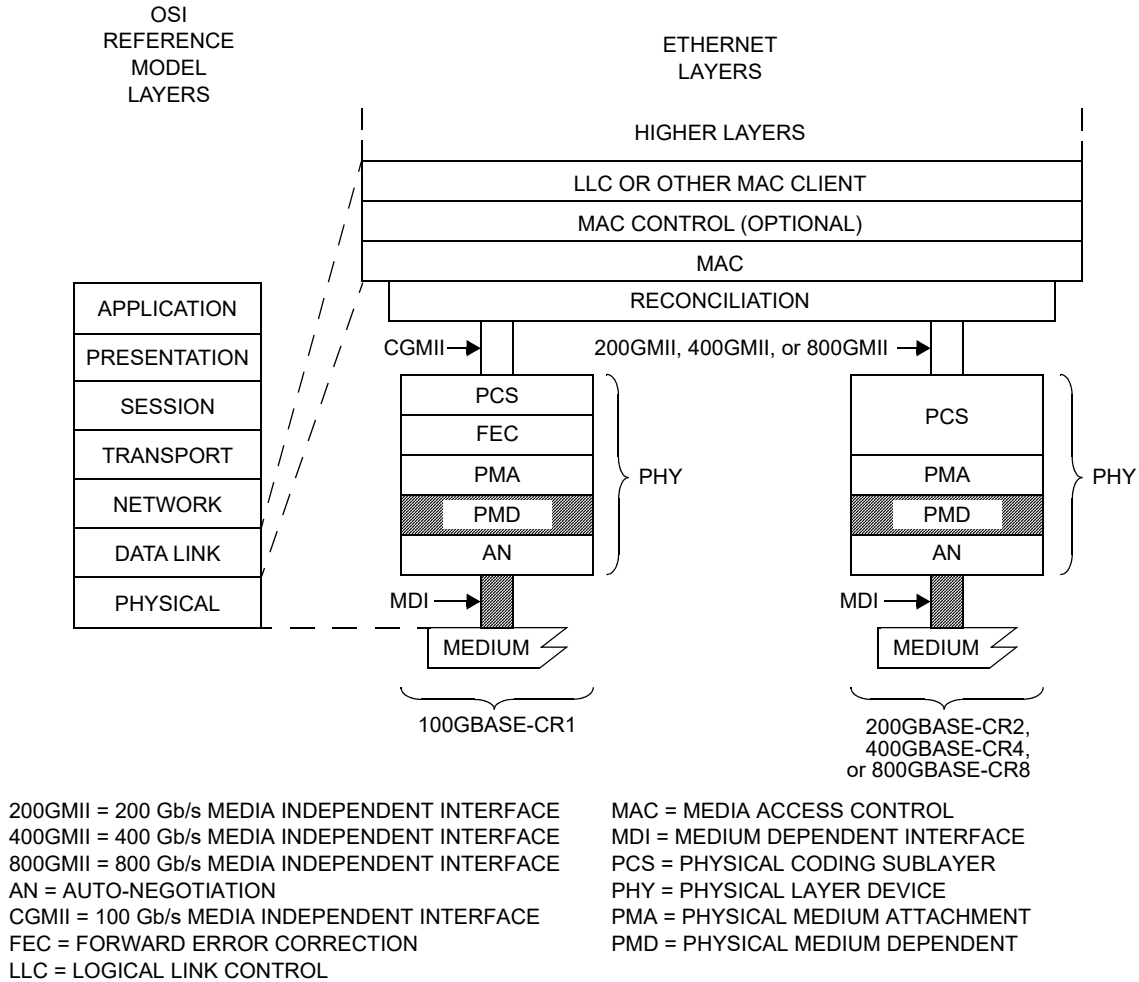 OSI
REFERENCE
MODEL
LAYERS
ETHERNET
LAYERS
HIGHER LAYERS
LLC OR OTHER MAC CLIENT
MAC CONTROL (OPTIONAL)
MAC
RECONCILIATION
APPLICATION
PRESENTATION
SESSION
TRANSPORT
NETWORK
DATA LINK
PHYSICAL
CGMII
PCS
FEC
PMA
PMD
AN
PHY
MDI
MEDIUM
100GBASE-CR1
200GMII, 400GMII, or 800GMII
PCS
PMA
PMD
AN
PHY
MDI
MEDIUM
200GBASE-CR2,
400GBASE-CR4,
or 800GBASE-CR8
200GMII = 200 Gb/s MEDIA INDEPENDENT INTERFACE
400GMII = 400 Gb/s MEDIA INDEPENDENT INTERFACE
800GMII = 800 Gb/s MEDIA INDEPENDENT INTERFACE
AN = AUTO-NEGOTIATION
CGMII = 100 Gb/s MEDIA INDEPENDENT INTERFACE
FEC = FORWARD ERROR CORRECTION
LLC = LOGICAL LINK CONTROL
MAC = MEDIA ACCESS CONTROL
MDI = MEDIUM DEPENDENT INTERFACE
PCS = PHYSICAL CODING SUBLAYER
PHY = PHYSICAL LAYER DEVICE
PMA = PHYSICAL MEDIUM ATTACHMENT
PMD = PHYSICAL MEDIUM DEPENDENT